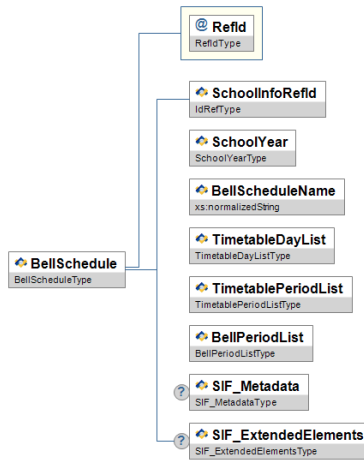 @ RefId
RefIdType
SchoolInfoRefId
IdRefType
SchoolYear
SchoolYearType
BellScheduleName
xs:normalizedString
BellSchedule
BellScheduleType
TimetableDayList
TimetableDayListType
TimetablePeriodList
TimetablePeriodListType
BellPeriodList
BellPeriodListType
? SIF_Metadata
SIF_MetadataType
? SIF_ExtendedElements
SIF_ExtendedElementsType